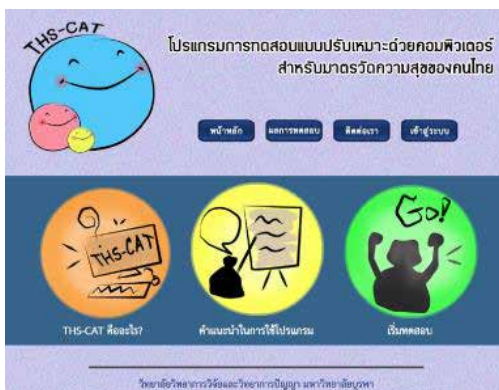 THS-CAT
โปรแกรมการทดสอบแบบปรับเหมาะด้วยคอมพิวเตอร์
สำหรับมาตรวัดความสุขของคนไทย
หน้าหลัก ผลการทดสอบ ติดต่อเรา เข้าสู่ระบบ
THS-CAT
GO!
THS-CAT คืออะไร? คำแนะนำในการใช้โปรแกรม เริ่มทดสอบ
วิทยาลัยวิทยาการวิจัยและวิทยาการปัญญา มหาวิทยาลัยบูรพา